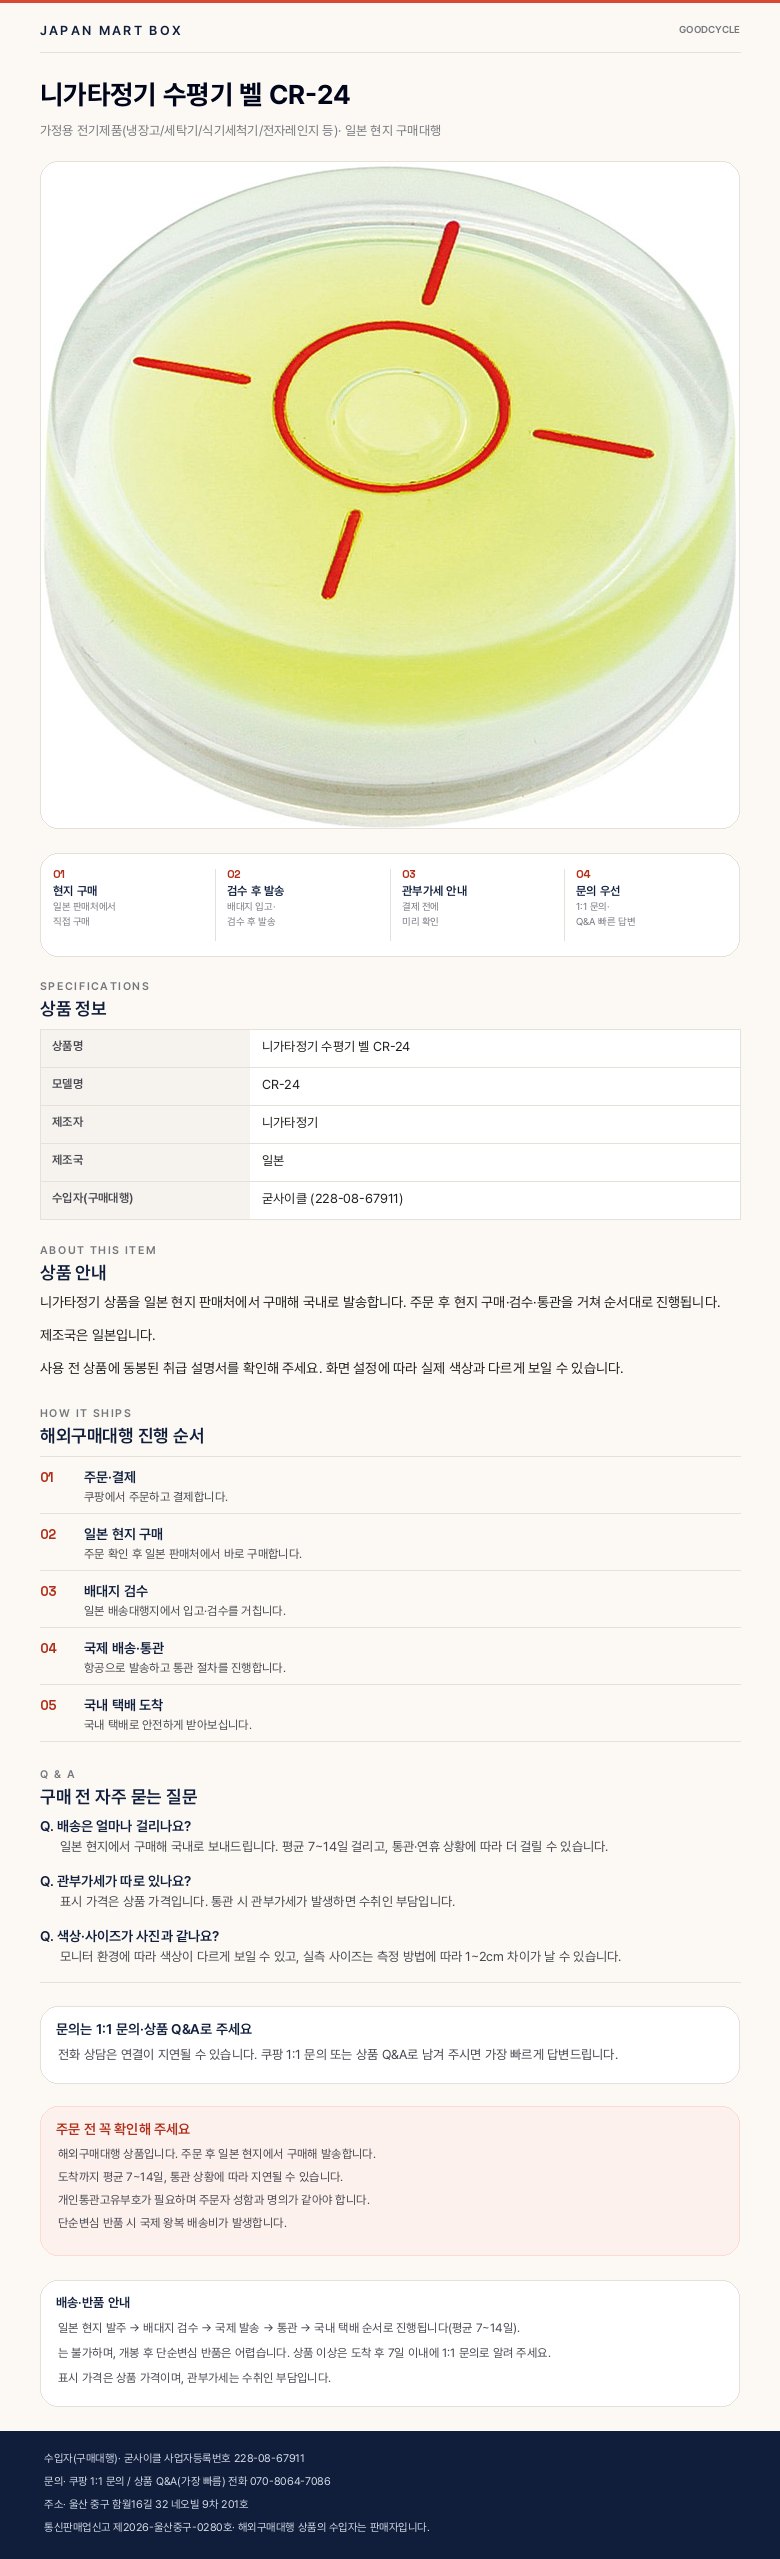 JAPAN MART BOX
GOODCYCLE
니가타정기 수평기 벨 CR-24
가정용 전기제품(냉장고/세탁기/식기세척기/전자레인지 등)· 일본 현지 구매대행
01
현지 구매
일본 판매처에서
직접 구매
02
검수 후 발송
배대지 입고·
검수 후 발송
03
관부가세 안내
결제 전에
미리 확인
04
문의 우선
1:1 문의·
Q&A 빠른 답변
SPECIFICATIONS
상품 정보
상품명 니가타정기 수평기 벨 CR-24
모델명 CR-24
제조자 니가타정기
제조국 일본
수입자(구매대행) 굳사이클 (228-08-67911)
ABOUT THIS ITEM
상품 안내
니가타정기 상품을 일본 현지 판매처에서 구매해 국내로 발송합니다. 주문 후 현지 구매·검수·통관을 거쳐 순서대로 진행됩니다.
제조국은 일본입니다.
사용 전 상품에 동봉된 취급 설명서를 확인해 주세요. 화면 설정에 따라 실제 색상과 다르게 보일 수 있습니다.
HOW IT SHIPS
해외구매대행 진행 순서
01 주문·결제
쿠팡에서 주문하고 결제합니다.
02 일본 현지 구매
주문 확인 후 일본 판매처에서 바로 구매합니다.
03 배대지 검수
일본 배송대행지에서 입고·검수를 거칩니다.
04 국제 배송·통관
항공으로 발송하고 통관 절차를 진행합니다.
05 국내 택배 도착
국내 택배로 안전하게 받아보십니다.
Q & A
구매 전 자주 묻는 질문
Q. 배송은 얼마나 걸리나요?
일본 현지에서 구매해 국내로 보내드립니다. 평균 7~14일 걸리고, 통관·연휴 상황에 따라 더 걸릴 수 있습니다.
Q. 관부가세가 따로 있나요?
표시 가격은 상품 가격입니다. 통관 시 관부가세가 발생하면 수취인 부담입니다.
Q. 색상·사이즈가 사진과 같나요?
모니터 환경에 따라 색상이 다르게 보일 수 있고, 실측 사이즈는 측정 방법에 따라 1~2cm 차이가 날 수 있습니다.
문의는 1:1 문의·상품 Q&A로 주세요
전화 상담은 연결이 지연될 수 있습니다. 쿠팡 1:1 문의 또는 상품 Q&A로 남겨 주시면 가장 빠르게 답변드립니다.
주문 전 꼭 확인해 주세요
해외구매대행 상품입니다. 주문 후 일본 현지에서 구매해 발송합니다.
도착까지 평균 7~14일, 통관 상황에 따라 지연될 수 있습니다.
개인통관고유부호가 필요하며 주문자 성함과 명의가 같아야 합니다.
단순변심 반품 시 국제 왕복 배송비가 발생합니다.
배송·반품 안내
일본 현지 발주 → 배대지 검수 → 국제 발송 → 통관 → 국내 택배 순서로 진행됩니다(평균 7~14일).
는 불가하며, 개봉 후 단순변심 반품은 어렵습니다. 상품 이상은 도착 후 7일 이내에 1:1 문의로 알려 주세요.
표시 가격은 상품 가격이며, 관부가세는 수취인 부담입니다.
수입자(구매대행)· 굳사이클 사업자등록번호 228-08-67911
문의· 쿠팡 1:1 문의 / 상품 Q&A(가장 빠름) 전화 070-8064-7086
주소· 울산 중구 함월16길 32 네오빌 9차 201호
통신판매업신고 제2026-울산중구-0280호· 해외구매대행 상품의 수입자는 판매자입니다.